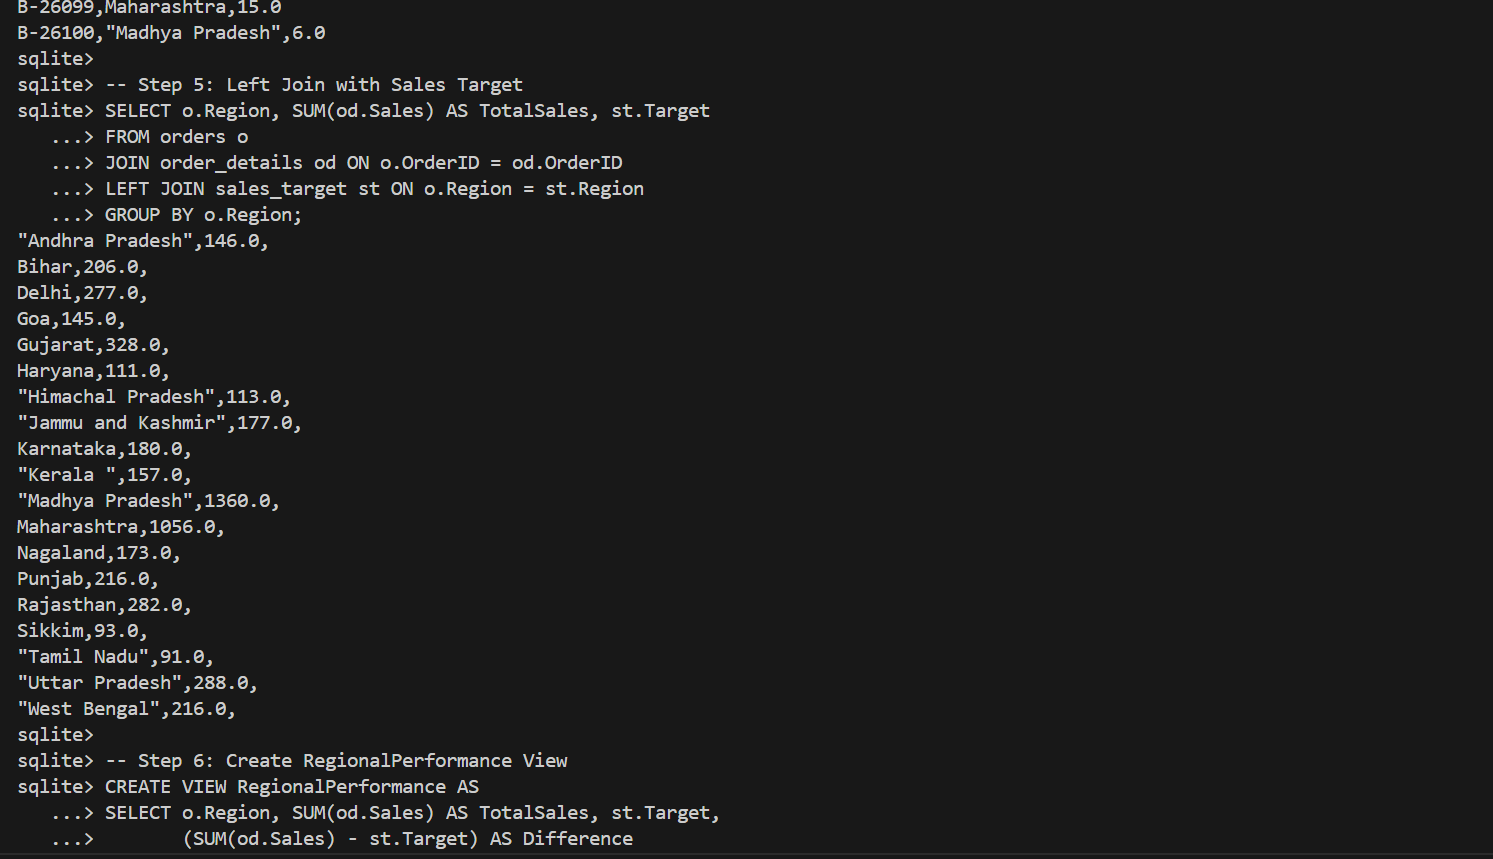 B-26099,Maharashtra,15.0
B-26100,"Madhya Pradesh",6.0
sqlite>
sqlite> -- Step 5: Left Join with Sales Target
sqlite> SELECT o.Region, SUM(od.Sales) AS TotalSales, st.Target
   ...> FROM orders o
   ...> JOIN order_details od ON o.OrderID = od.OrderID
   ...> LEFT JOIN sales_target st ON o.Region = st.Region
   ...> GROUP BY o.Region;
"Andhra Pradesh",146.0,
Bihar,206.0,
Delhi,277.0,
Goa,145.0,
Gujarat,328.0,
Haryana,111.0,
"Himachal Pradesh",113.0,
"Jammu and Kashmir",177.0,
Karnataka,180.0,
"Kerala ",157.0,
"Madhya Pradesh",1360.0,
Maharashtra,1056.0,
Nagaland,173.0,
Punjab,216.0,
Rajasthan,282.0,
Sikkim,93.0,
"Tamil Nadu",91.0,
"Uttar Pradesh",288.0,
"West Bengal",216.0,
sqlite>
sqlite> -- Step 6: Create RegionalPerformance View
sqlite> CREATE VIEW RegionalPerformance AS
   ...> SELECT o.Region, SUM(od.Sales) AS TotalSales, st.Target,
   ...>        (SUM(od.Sales) - st.Target) AS Difference